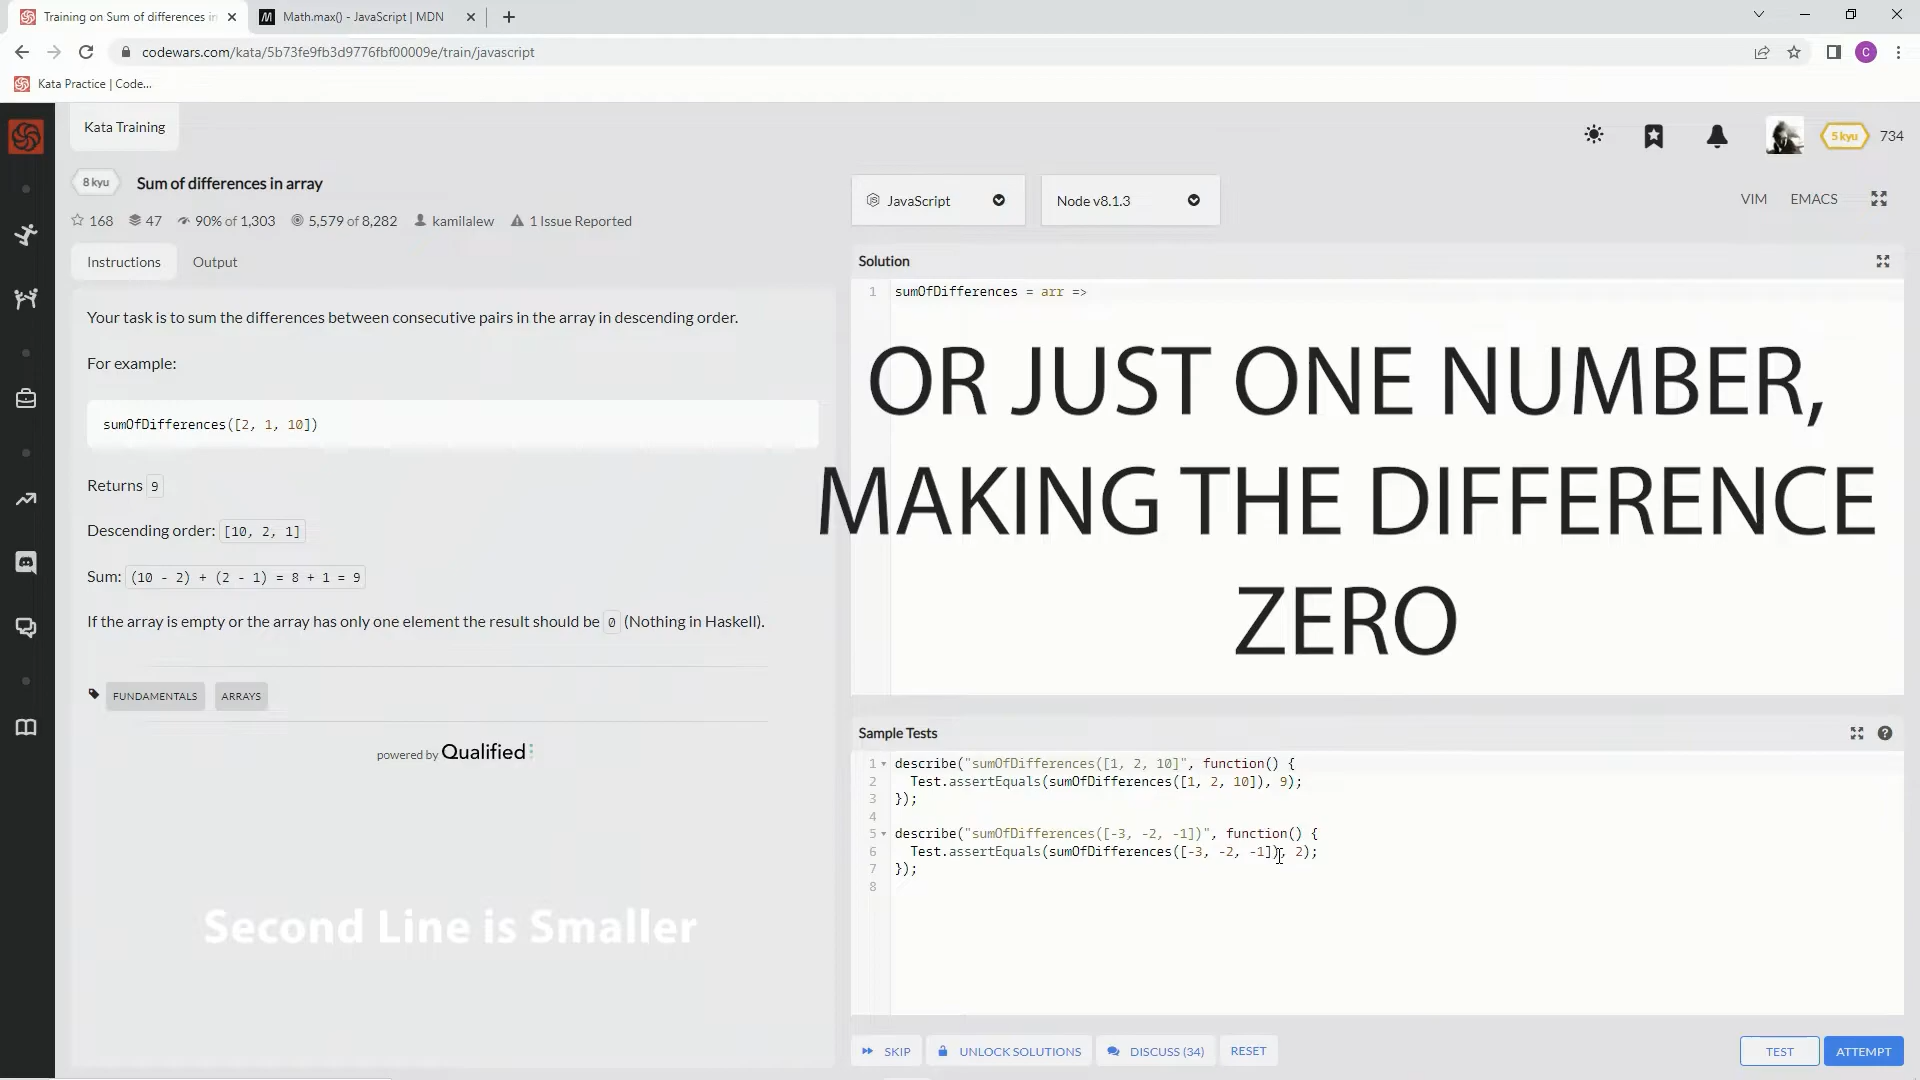 Training on Sum of differences in
Math.max() - JavaScript | MDN
codewars.com/kata/5b73fe9fb3d9776fbf00009e/train/javascript
C
Kata Practice | Code...
Kata Training
5 kyu
734
8 kyu
Sum of differences in array
168
47
90% of 1,303
5,579 of 8,282
kamilalew
1 Issue Reported
JavaScript
Node v8.1.3
VIM
EMACS
Instructions
Output
Your task is to sum the differences between consecutive pairs in the array in descending order.
For example:
sumOfDifferences([2, 1, 10])
Returns 9
Descending order: [10, 2, 1]
Sum: (10 - 2) + (2 - 1) = 8 + 1 = 9
If the array is empty or the array has only one element the result should be 0 (Nothing in Haskell).
FUNDAMENTALS
ARRAYS
powered by Qualified
Second Line is Smaller
Solution
1 sumOfDifferences = arr =>
OR JUST ONE NUMBER,
MAKING THE DIFFERENCE
ZERO
Sample Tests
1 describe("sumOfDifferences([1, 2, 10]", function() {
2 Test.assertEquals(sumOfDifferences([1, 2, 10]), 9);
3 });
4
5 describe("sumOfDifferences([-3, -2, -1])", function() {
6 Test.assertEquals(sumOfDifferences([-3, -2, -1]), 2);
7 });
8
SKIP
UNLOCK SOLUTIONS
DISCUSS (34)
RESET
TEST
ATTEMPT